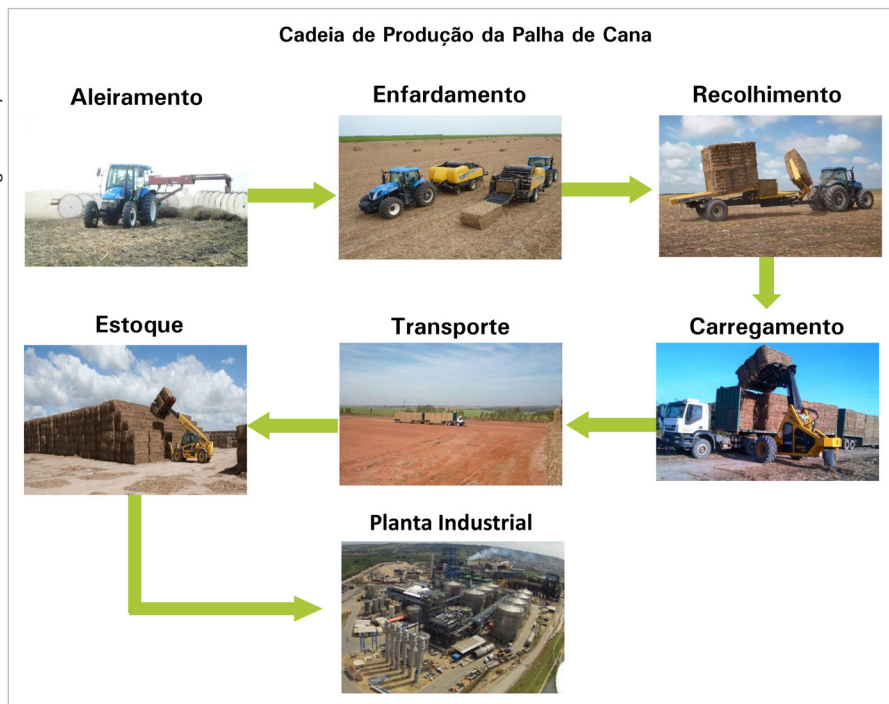 Cadeia de Produção da Palha de Cana
Aleiramento
Enfardamento
Recolhimento
Carregamento
Transporte
Estoque
Planta Industrial